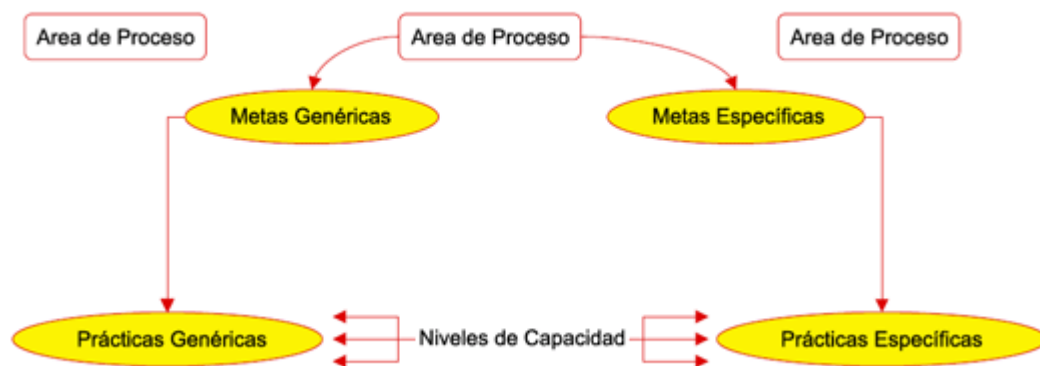 Area de Proceso
Area de Proceso
Area de Proceso
Metas Genéricas
Metas Específicas
Prácticas Genéricas
Niveles de Capacidad
Prácticas Específicas